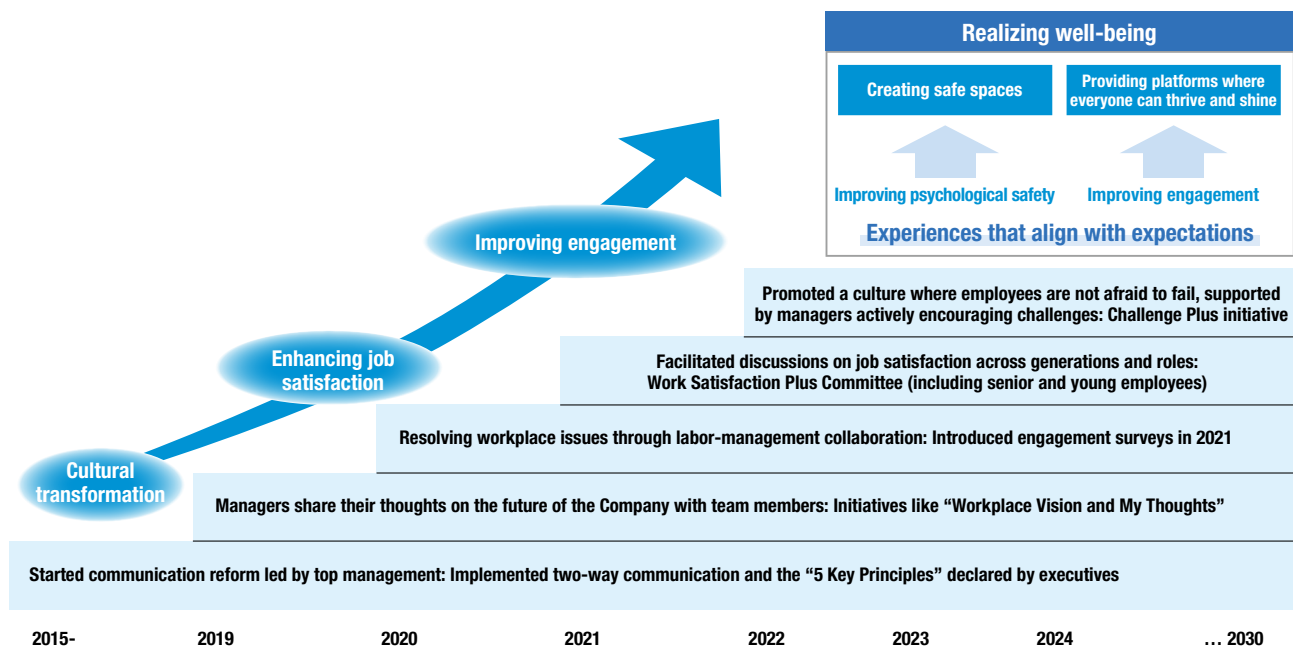 Realizing well-being
Creating safe spaces
Providing platforms where
everyone can thrive and shine
Improving psychological safety
Improving engagement
Experiences that align with expectations
Improving engagement
Enhancing job
satisfaction
Cultural
transformation
Promoted a culture where employees are not afraid to fail, supported
by managers actively encouraging challenges: Challenge Plus initiative
Facilitated discussions on job satisfaction across generations and roles:
Work Satisfaction Plus Committee (including senior and young employees)
Resolving workplace issues through labor-management collaboration: Introduced engagement surveys in 2021
Managers share their thoughts on the future of the Company with team members: Initiatives like “Workplace Vision and My Thoughts”
Started communication reform led by top management: Implemented two-way communication and the “5 Key Principles” declared by executives
2015- 2019 2020 2021 2022 2023 2024 … 2030